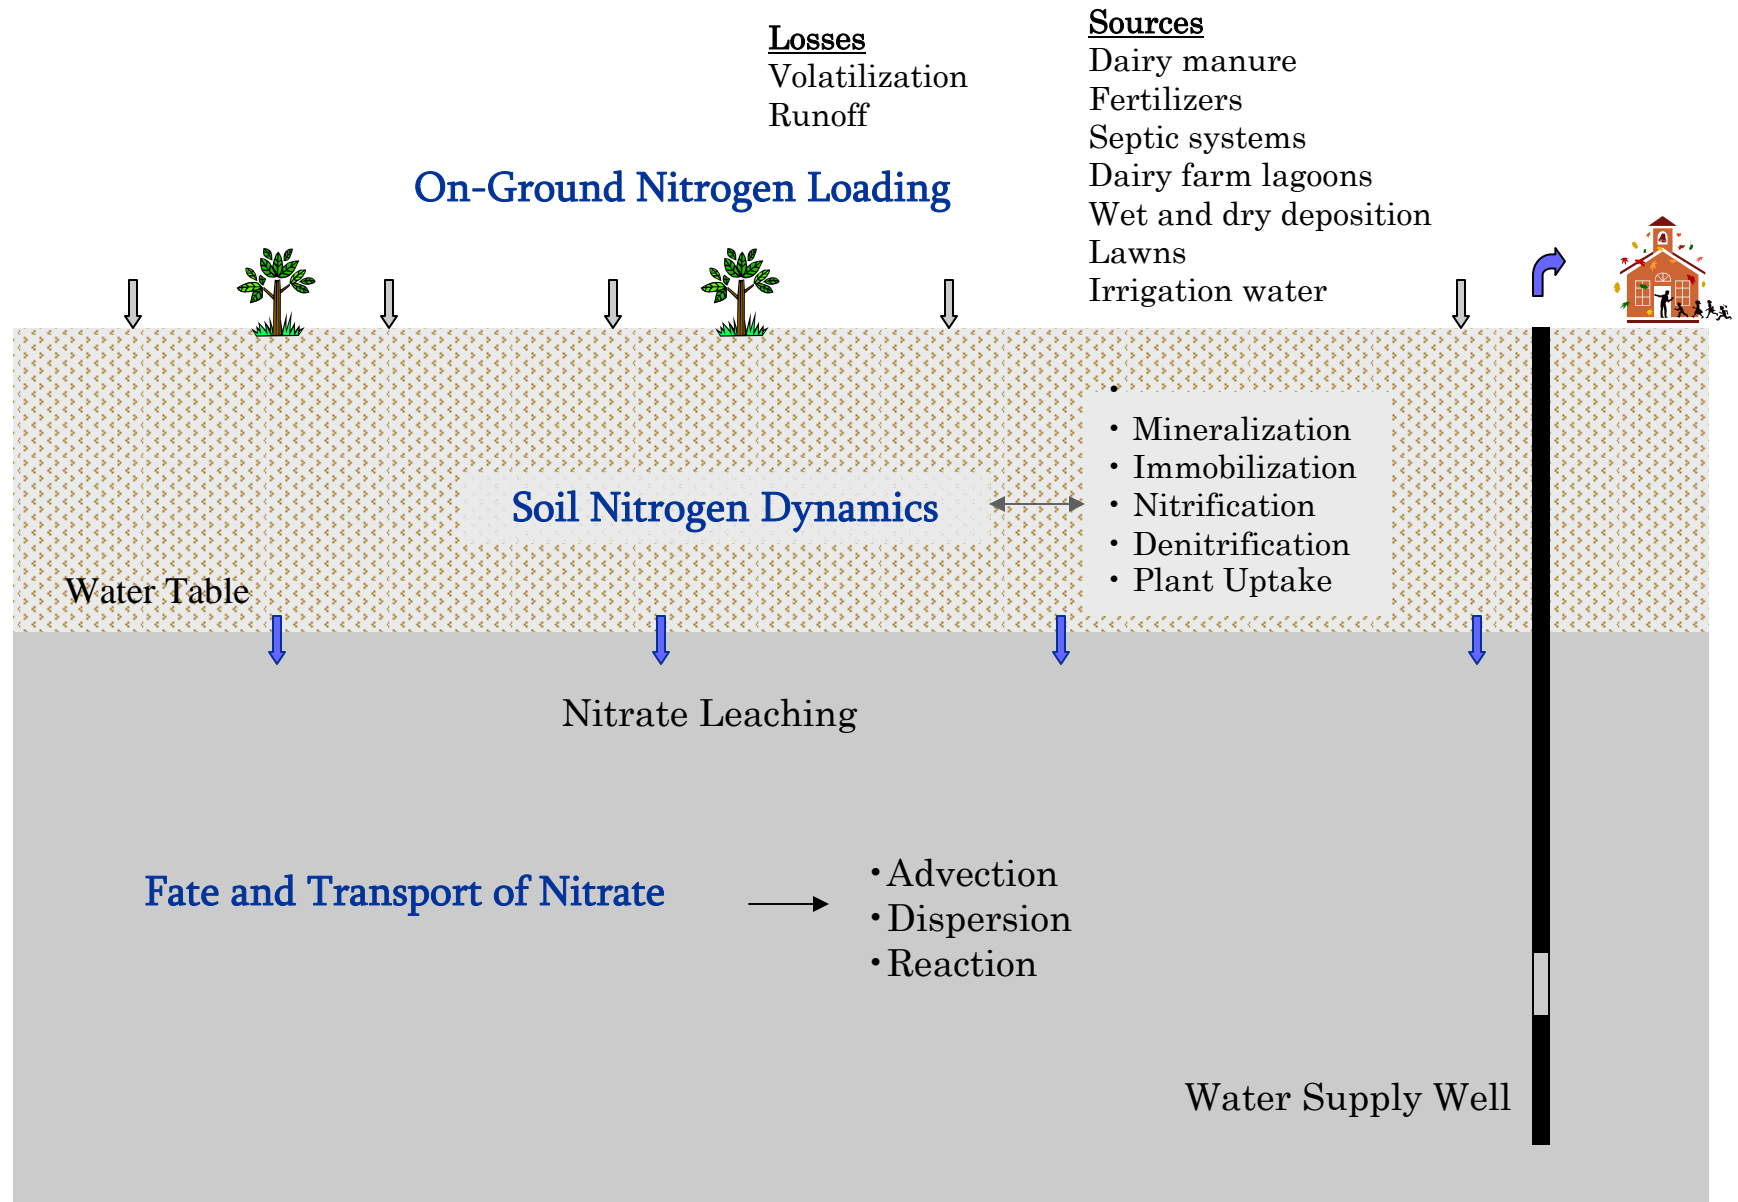 Losses
Volatilization
Runoff
Sources
Dairy manure
Fertilizers
Septic systems
Dairy farm lagoons
Wet and dry deposition
Lawns
Irrigation water
On-Ground Nitrogen Loading
Soil Nitrogen Dynamics
•
• Mineralization
• Immobilization
• Nitrification
• Denitrification
• Plant Uptake
Water Table
Nitrate Leaching
Fate and Transport of Nitrate
•Advection
•Dispersion
•Reaction
Water Supply Well